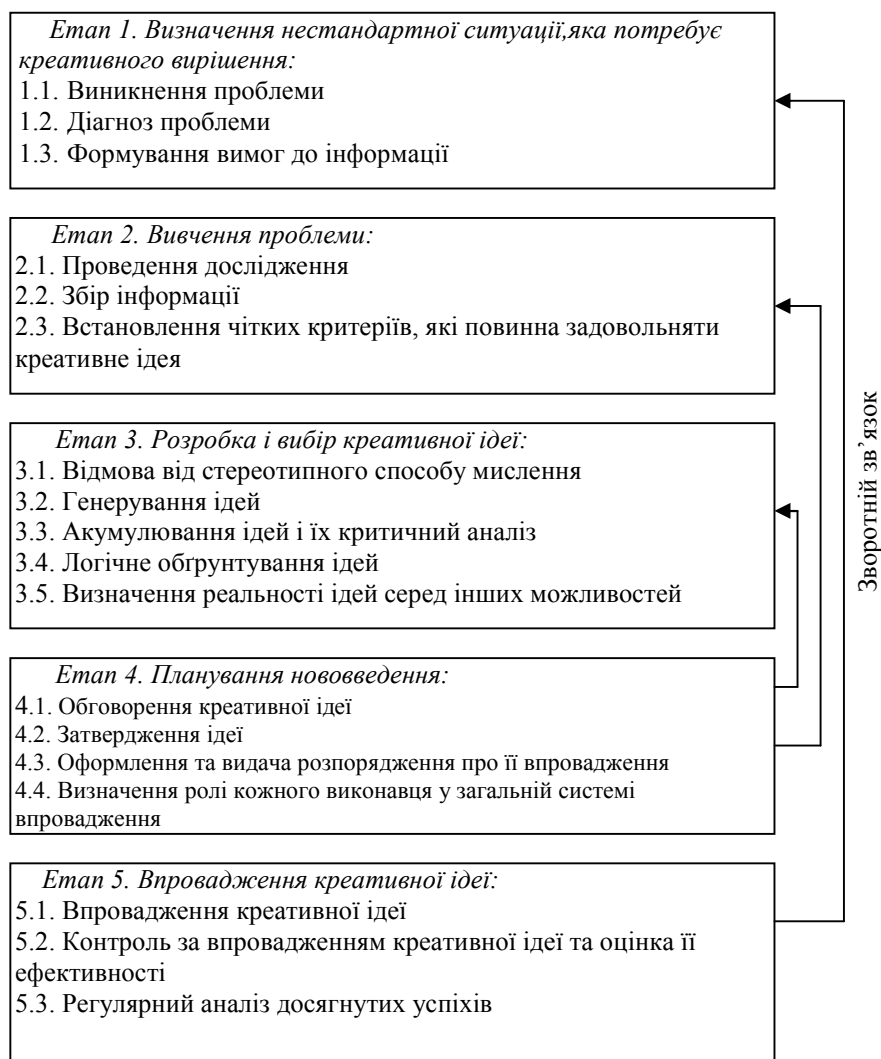 Етап 1. Визначення нестандартної ситуації,яка потребує
креативного вирішення:
1.1. Виникнення проблеми
1.2. Діагноз проблеми
1.3. Формування вимог до інформації
Етап 2. Вивчення проблеми:
2.1. Проведення дослідження
2.2. Збір інформації
2.3. Встановлення чітких критеріїв, які повинна задовольняти
креативне ідея
Етап 3. Розробка і вибір креативної ідеї:
3.1. Відмова від стереотипного способу мислення
3.2. Генерування ідей
3.3. Акумулювання ідей і їх критичний аналіз
3.4. Логічне обґрунтування ідей
3.5. Визначення реальності ідей серед інших можливостей
Етап 4. Планування нововведення:
4.1. Обговорення креативної ідеї
4.2. Затвердження ідеї
4.3. Оформлення та видача розпорядження про її впровадження
4.4. Визначення ролі кожного виконавця у загальній системі
впровадження
Етап 5. Впровадження креативної ідеї:
5.1. Впровадження креативної ідеї
5.2. Контроль за впровадженням креативної ідеї та оцінка її
ефективності
5.3. Регулярний аналіз досягнутих успіхів
Зворотній зв’язок